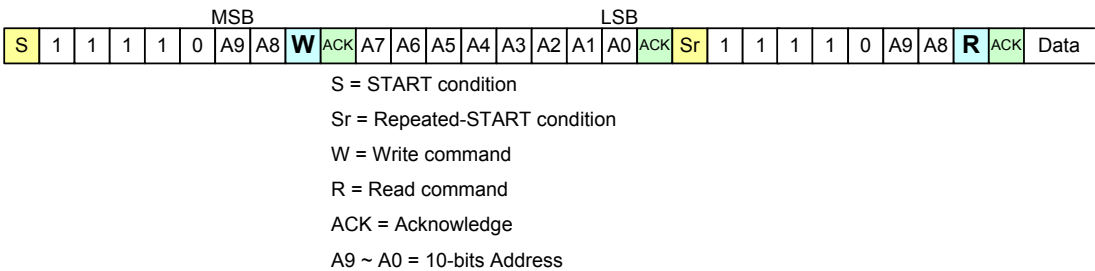 MSB LSB
S 1 1 1 1 0 A9 A8 W ACK A7 A6 A5 A4 A3 A2 A1 A0 ACK Sr 1 1 1 1 0 A9 A8 R ACK Data
S = START condition
Sr = Repeated-START condition
W = Write command
R = Read command
ACK = Acknowledge
A9 ~ A0 = 10-bits Address